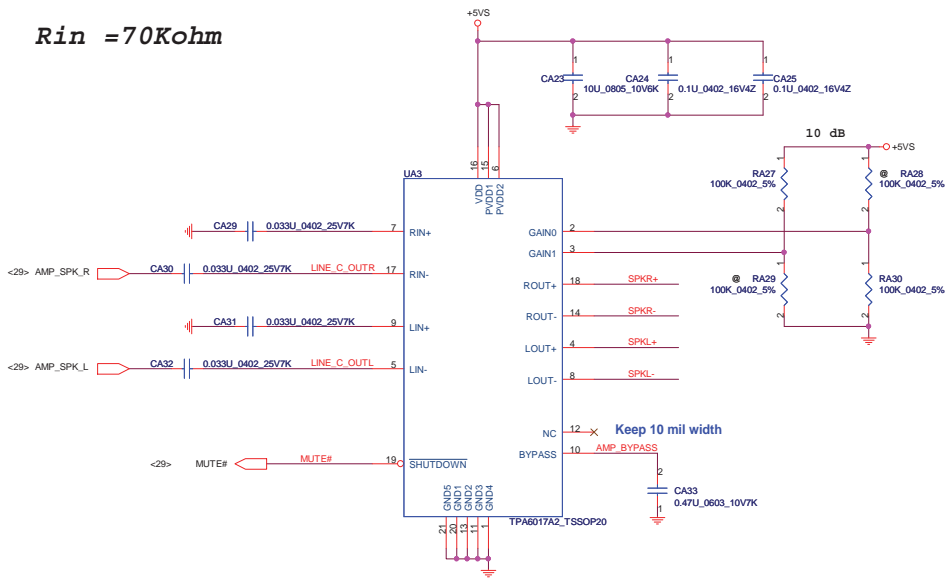 Rin =70Kohm
+5VS
1
1
1
CA23
CA24
CA25
10U_0805_10V6K
0.1U_0402_16V4Z
0.1U_0402_16V4Z
2
2
2
10 dB
+5VS
1
1
RA27
100K_0402_5%
@ RA28
100K_0402_5%
2
2
16
15
6
UA3
VDD
PVDD1
PVDD2
CA29
0.033U_0402_25V7K
7
RIN+
GAIN0
2
GAIN1
3
<29> AMP_SPK_R
CA30
0.033U_0402_25V7K
LINE_C_OUTR
17
RIN-
ROUT+
18
SPKR+
@ RA29
100K_0402_5%
1
2
RA30
100K_0402_5%
1
2
CA31
0.033U_0402_25V7K
9
LIN+
ROUT-
14
SPKR-
LOUT+
4
SPKL+
<29> AMP_SPK_L
CA32
0.033U_0402_25V7K
LINE_C_OUTL
5
LIN-
LOUT-
8
SPKL-
NC
12
Keep 10 mil width
BYPASS
10
AMP_BYPASS
<29> MUTE#
MUTE#
19
SHUTDOWN
2
CA33
0.47U_0603_10V7K
1
GND5
GND1
GND2
GND3
GND4
21
20
13
11
1
TPA6017A2_TSSOP20